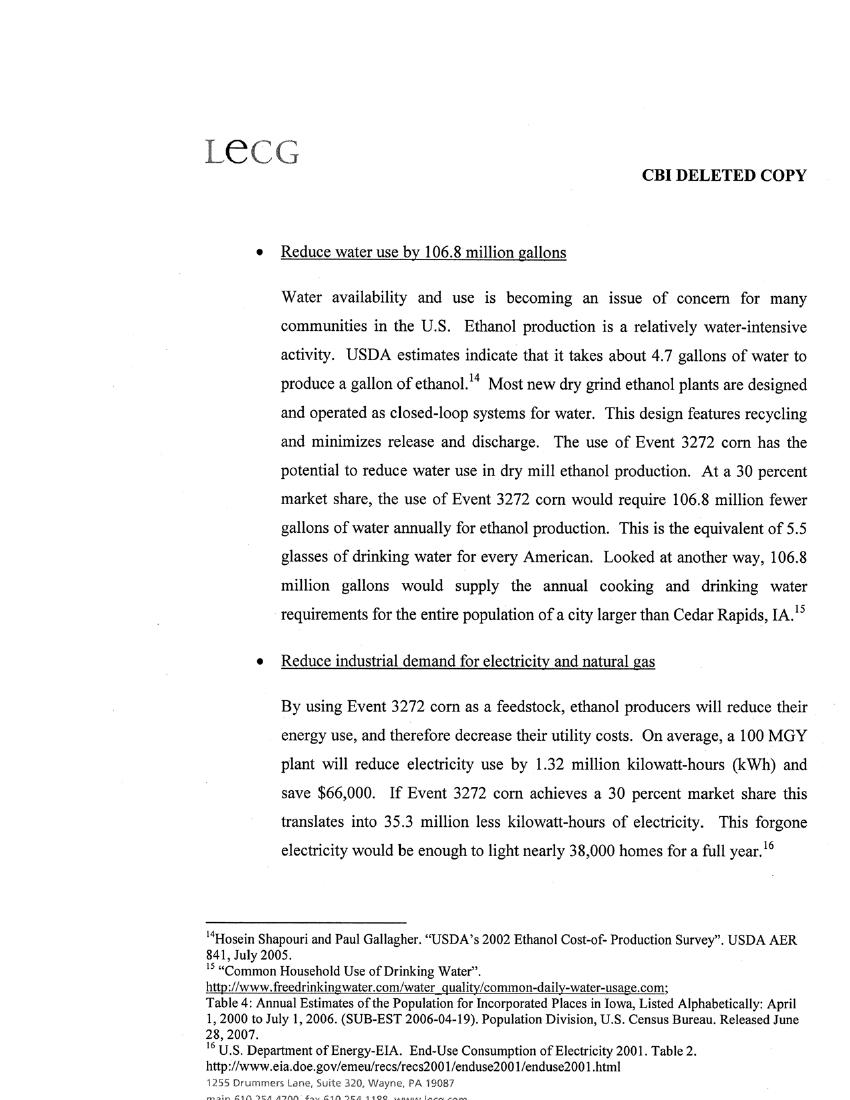 LeCG
CBI DELETED COPY
• Reduce water use by 106.8 million gallons
Water availability and use is becoming an issue of concern for many
communities in the U.S. Ethanol production is a relatively water-intensive
activity. USDA estimates indicate that it takes about 4.7 gallons of water to
produce a gallon of ethanol.14 Most new dry grind ethanol plants are designed
and operated as closed-loop systems for water. This design features recycling
and minimizes release and discharge. The use of Event 3272 corn has the
potential to reduce water use in dry mill ethanol production. At a 30 percent
market share, the use of Event 3272 corn would require 106.8 million fewer
gallons of water annually for ethanol production. This is the equivalent of 5.5
glasses of drinking water for every American. Looked at another way, 106.8
million gallons would supply the annual cooking and drinking water
requirements for the entire population of a city larger than Cedar Rapids, IA.15
• Reduce industrial demand for electricity and natural gas
By using Event 3272 corn as a feedstock, ethanol producers will reduce their
energy use, and therefore decrease their utility costs. On average, a 100 MGY
plant will reduce electricity use by 1.32 million kilowatt-hours (kWh) and
save $66,000. If Event 3272 corn achieves a 30 percent market share this
translates into 35.3 million less kilowatt-hours of electricity. This forgone
electricity would be enough to light nearly 38,000 homes for a full year.16
14Hosein Shapouri and Paul Gallagher. “USDA’s 2002 Ethanol Cost-of- Production Survey”. USDA AER
841, July 2005.
15 “Common Household Use of Drinking Water”.
http://www.freedrinkingwater.com/water_quality/common-daily-water-usage.com;
Table 4: Annual Estimates of the Population for Incorporated Places in Iowa, Listed Alphabetically: April
1, 2000 to July 1, 2006. (SUB-EST 2006-04-19). Population Division, U.S. Census Bureau. Released June
28, 2007.
16 U.S. Department of Energy-EIA. End-Use Consumption of Electricity 2001. Table 2.
http://www.eia.doe.gov/emeu/recs/recs2001/enduse2001/enduse2001.html
1255 Drummers Lane, Suite 320, Wayne, PA 19087
main 610.254.4700 fax 610.254.1188 www.lecg.com